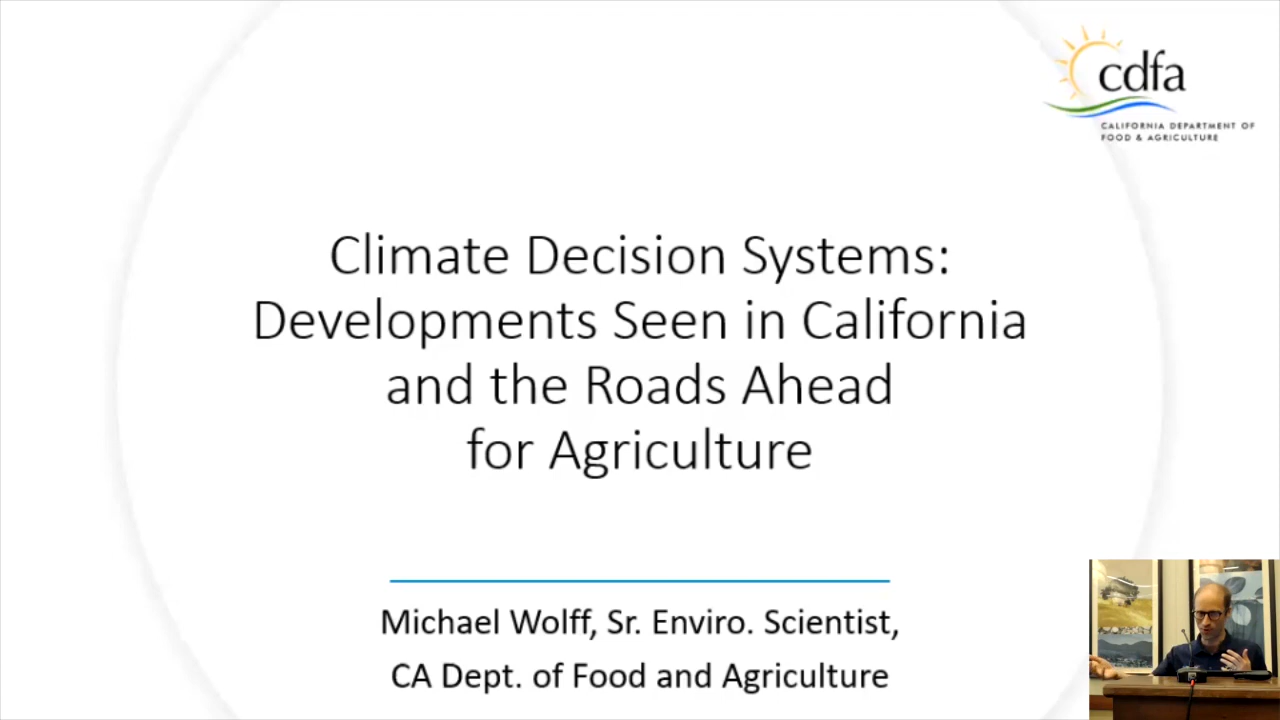 cdfa
CALIFORNIA DEPARTMENT OF
FOOD & AGRICULTURE
Climate Decision Systems:
Developments Seen in California
and the Roads Ahead
for Agriculture
Michael Wolff, Sr. Enviro. Scientist,
CA Dept. of Food and Agriculture